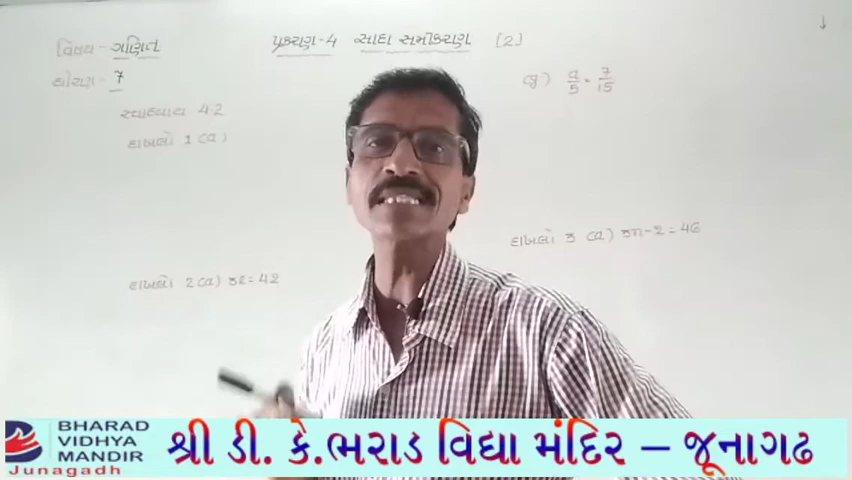 વિષય - ગણિત
પ્રકરણ-4 સાદા સમીકરણ [2]
ધોરણ - 7
સ્વાધ્યાય 4.2
દાખલો 1 (a)
જ) a/5 = 7/15
દાખલો 3 (a) 3n-2=46
દાખલો 2 (a) 3l=42
BHARAD
VIDHYA
MANDIR
Junagadh
શ્રી ડી. કે.ભરાડ વિદ્યા મંદિર – જૂનાગઢ